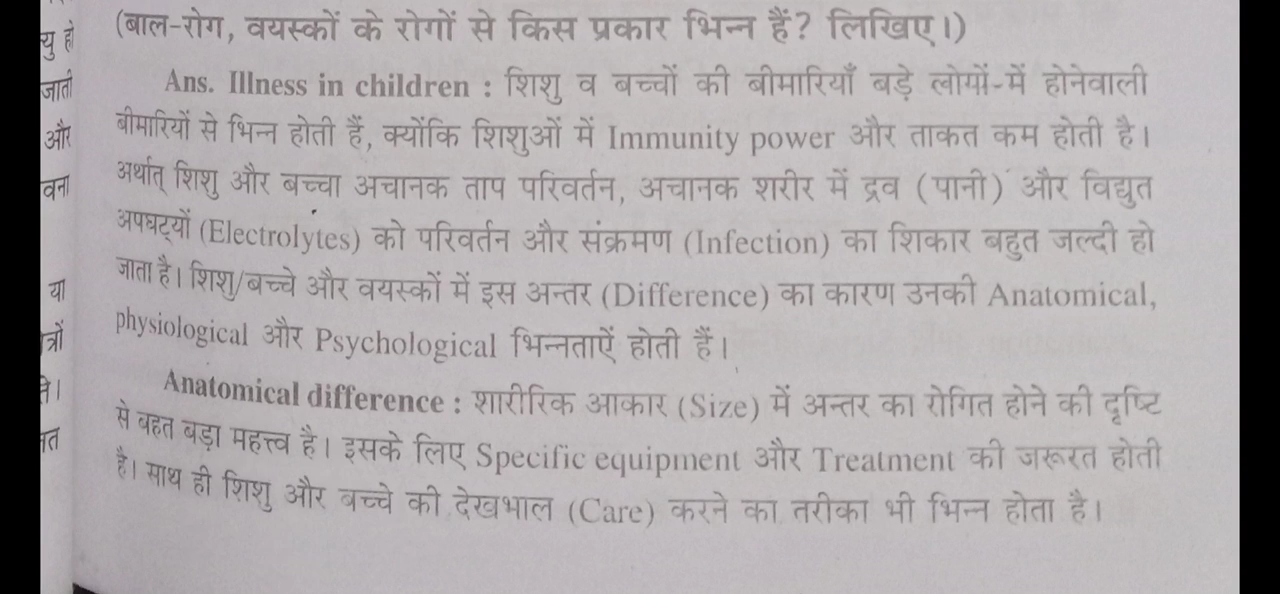 (बाल-रोग, वयस्कों के रोगों से किस प्रकार भिन्न हैं? लिखिए।)
Ans. Illness in children : शिशु व बच्चों की बीमारियाँ बड़े लोगों-में होनेवाली
बीमारियों से भिन्न होती हैं, क्योंकि शिशुओं में Immunity power और ताकत कम होती है।
अर्थात् शिशु और बच्चा अचानक ताप परिवर्तन, अचानक शरीर में द्रव (पानी) और विद्युत
अपघट्यों (Electrolytes) को परिवर्तन और संक्रमण (Infection) का शिकार बहुत जल्दी हो
जाता है। शिशु/बच्चे और वयस्कों में इस अन्तर (Difference) का कारण उनकी Anatomical,
physiological और Psychological भिन्नताऐं होती हैं।
Anatomical difference : शारीरिक आकार (Size) में अन्तर का रोगित होने की दृष्टि
से बहत बड़ा महत्त्व है। इसके लिए Specific equipment और Treatment की जरूरत होती
है। साथ ही शिशु और बच्चे की देखभाल (Care) करने का तरीका भी भिन्न होता है।
यु हो
जाती
और
वना
या